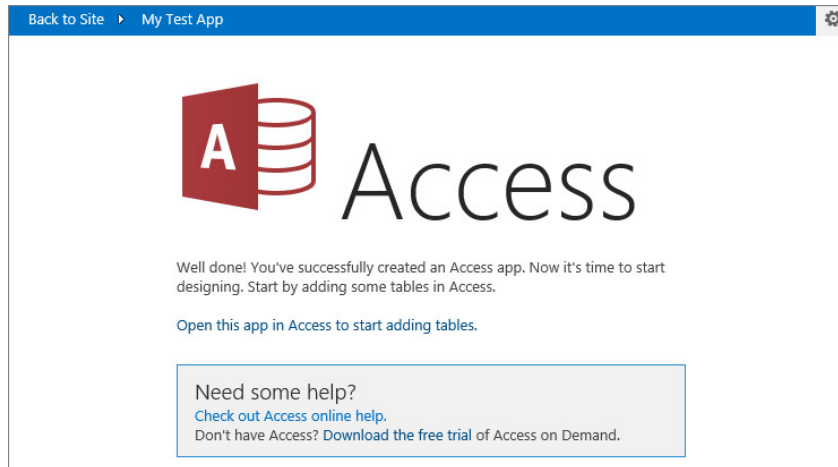 Back to Site ▸ My Test App
A
Access
Well done! You've successfully created an Access app. Now it's time to start
designing. Start by adding some tables in Access.
Open this app in Access to start adding tables.
Need some help?
Check out Access online help.
Don't have Access? Download the free trial of Access on Demand.